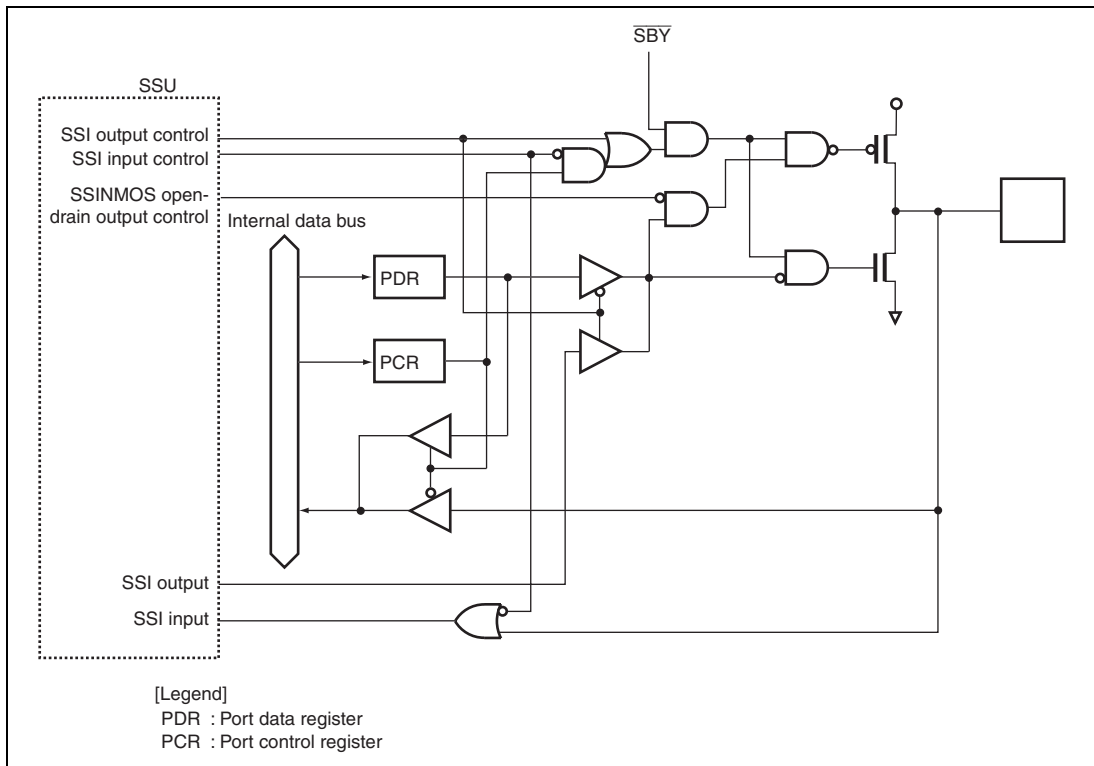 SBY
SSU
SSI output control
SSI input control
SSINMOS open-
drain output control
Internal data bus
PDR
PCR
SSI output
SSI input
[Legend]
PDR : Port data register
PCR : Port control register